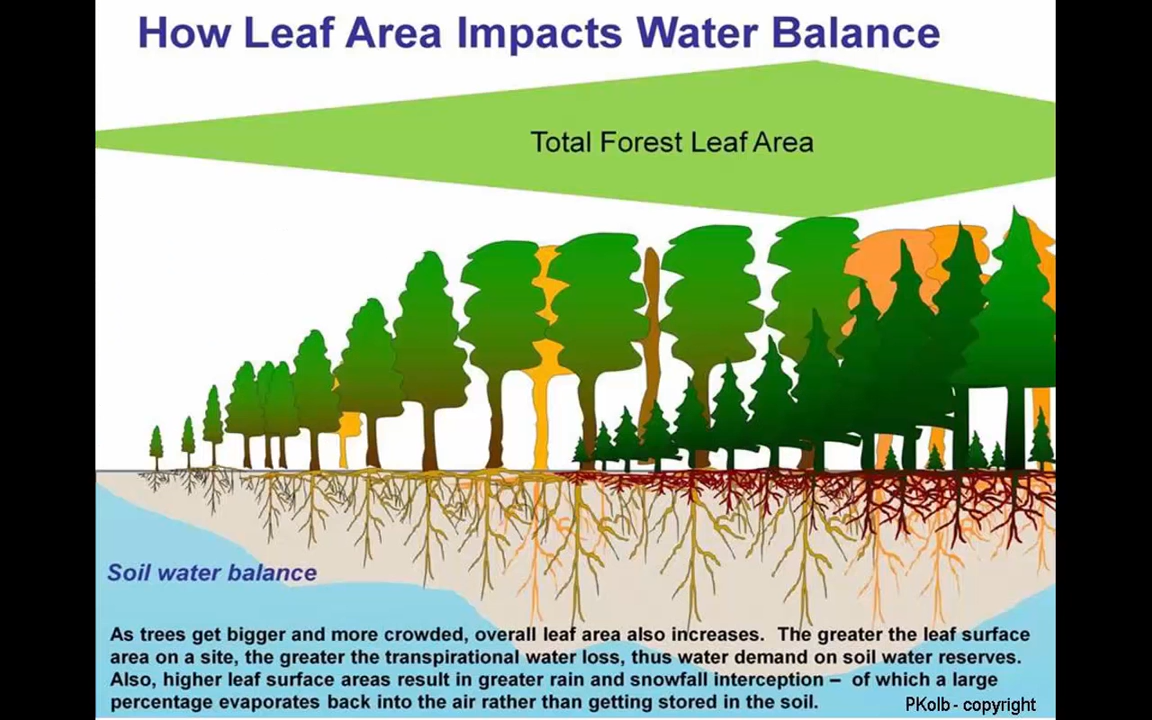 How Leaf Area Impacts Water Balance
Total Forest Leaf Area
Soil water balance
As trees get bigger and more crowded, overall leaf area also increases.  The greater the leaf surface
area on a site, the greater the transpirational water loss, thus water demand on soil water reserves.
Also, higher leaf surface areas result in greater rain and snowfall interception – of which a large
percentage evaporates back into the air rather than getting stored in the soil.
PKolb - copyright